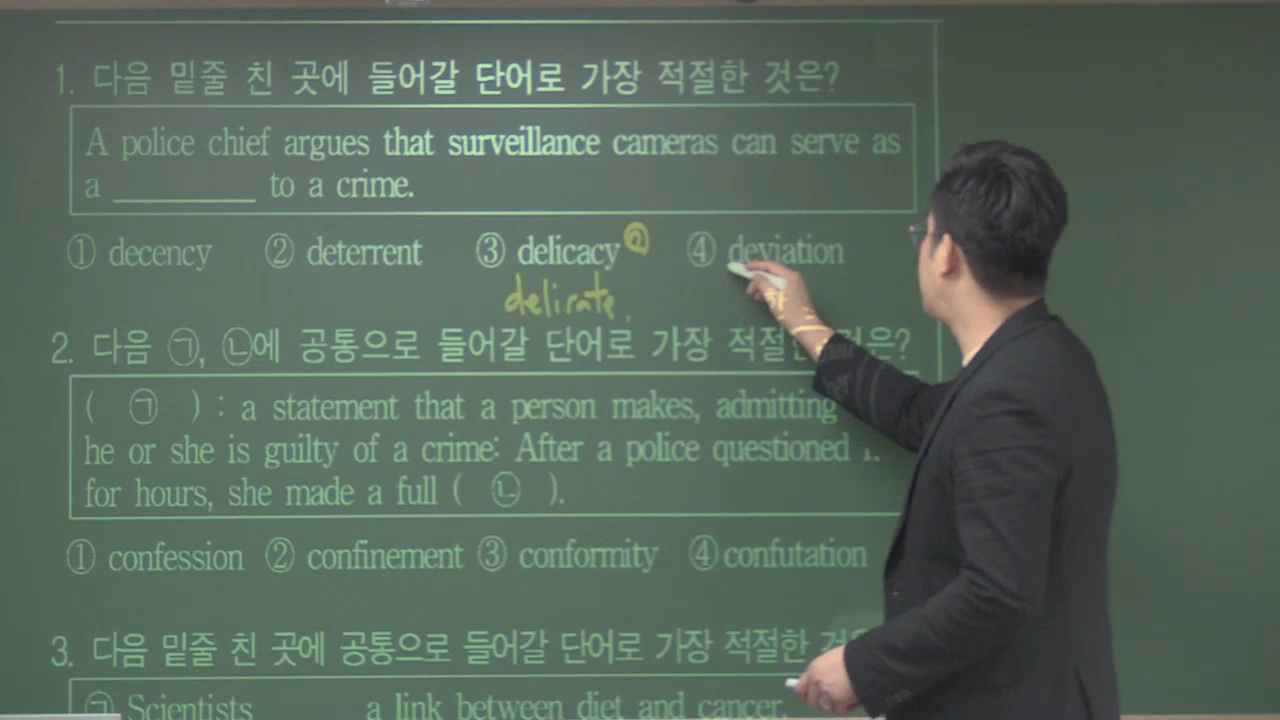 1. 다음 밑줄 친 곳에 들어갈 단어로 가장 적절한 것은?
A police chief argues that surveillance cameras can serve as
a ________ to a crime.
① decency ② deterrent ③ delicacy ④ deviation
delicate.
2. 다음 ㉠, ㉡에 공통으로 들어갈 단어로 가장 적절한 것은?
( ㉠ ) : a statement that a person makes, admitting
he or she is guilty of a crime: After a police questioned
for hours, she made a full ( ㉡ ).
① confession ② confinement ③ conformity ④ confutation
3. 다음 밑줄 친 곳에 공통으로 들어갈 단어로 가장 적절한
㉠ Scientists a link between diet and cancer.